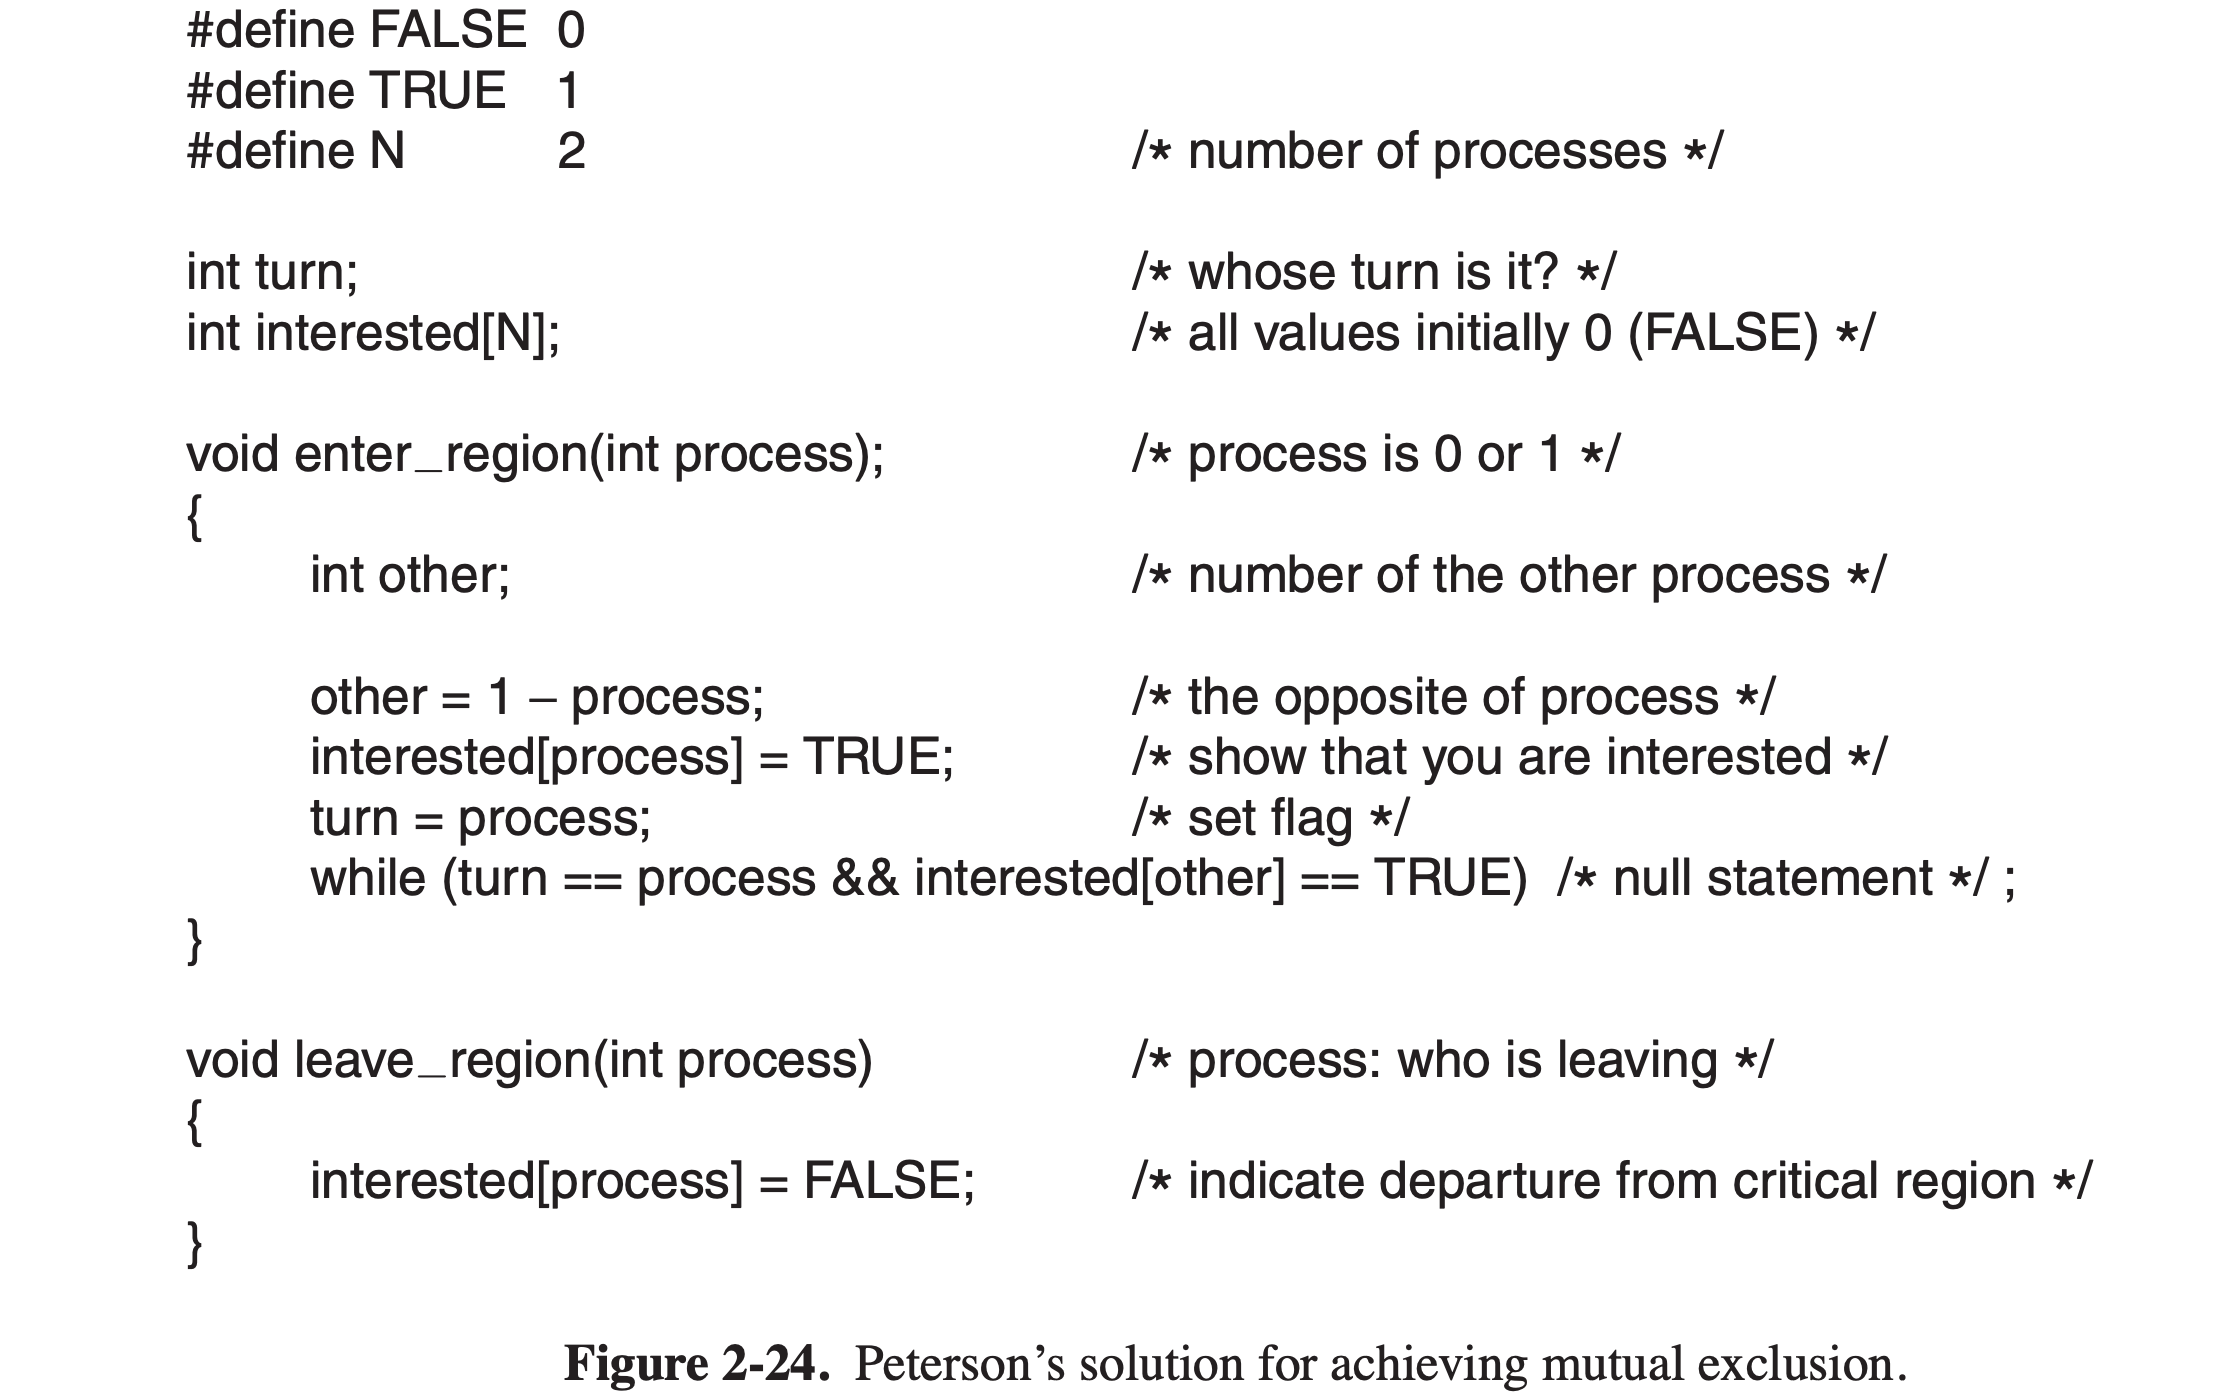 #define FALSE 0
#define TRUE 1
#define N 2 /* number of processes */
int turn; /* whose turn is it? */
int interested[N]; /* all values initially 0 (FALSE) */
void enter_region(int process); /* process is 0 or 1 */
{
int other; /* number of the other process */
other = 1 – process; /* the opposite of process */
interested[process] = TRUE; /* show that you are interested */
turn = process; /* set flag */
while (turn == process && interested[other] == TRUE) /* null statement */ ;
}
void leave_region(int process) /* process: who is leaving */
{
interested[process] = FALSE; /* indicate departure from critical region */
}
Figure 2-24. Peterson’s solution for achieving mutual exclusion.